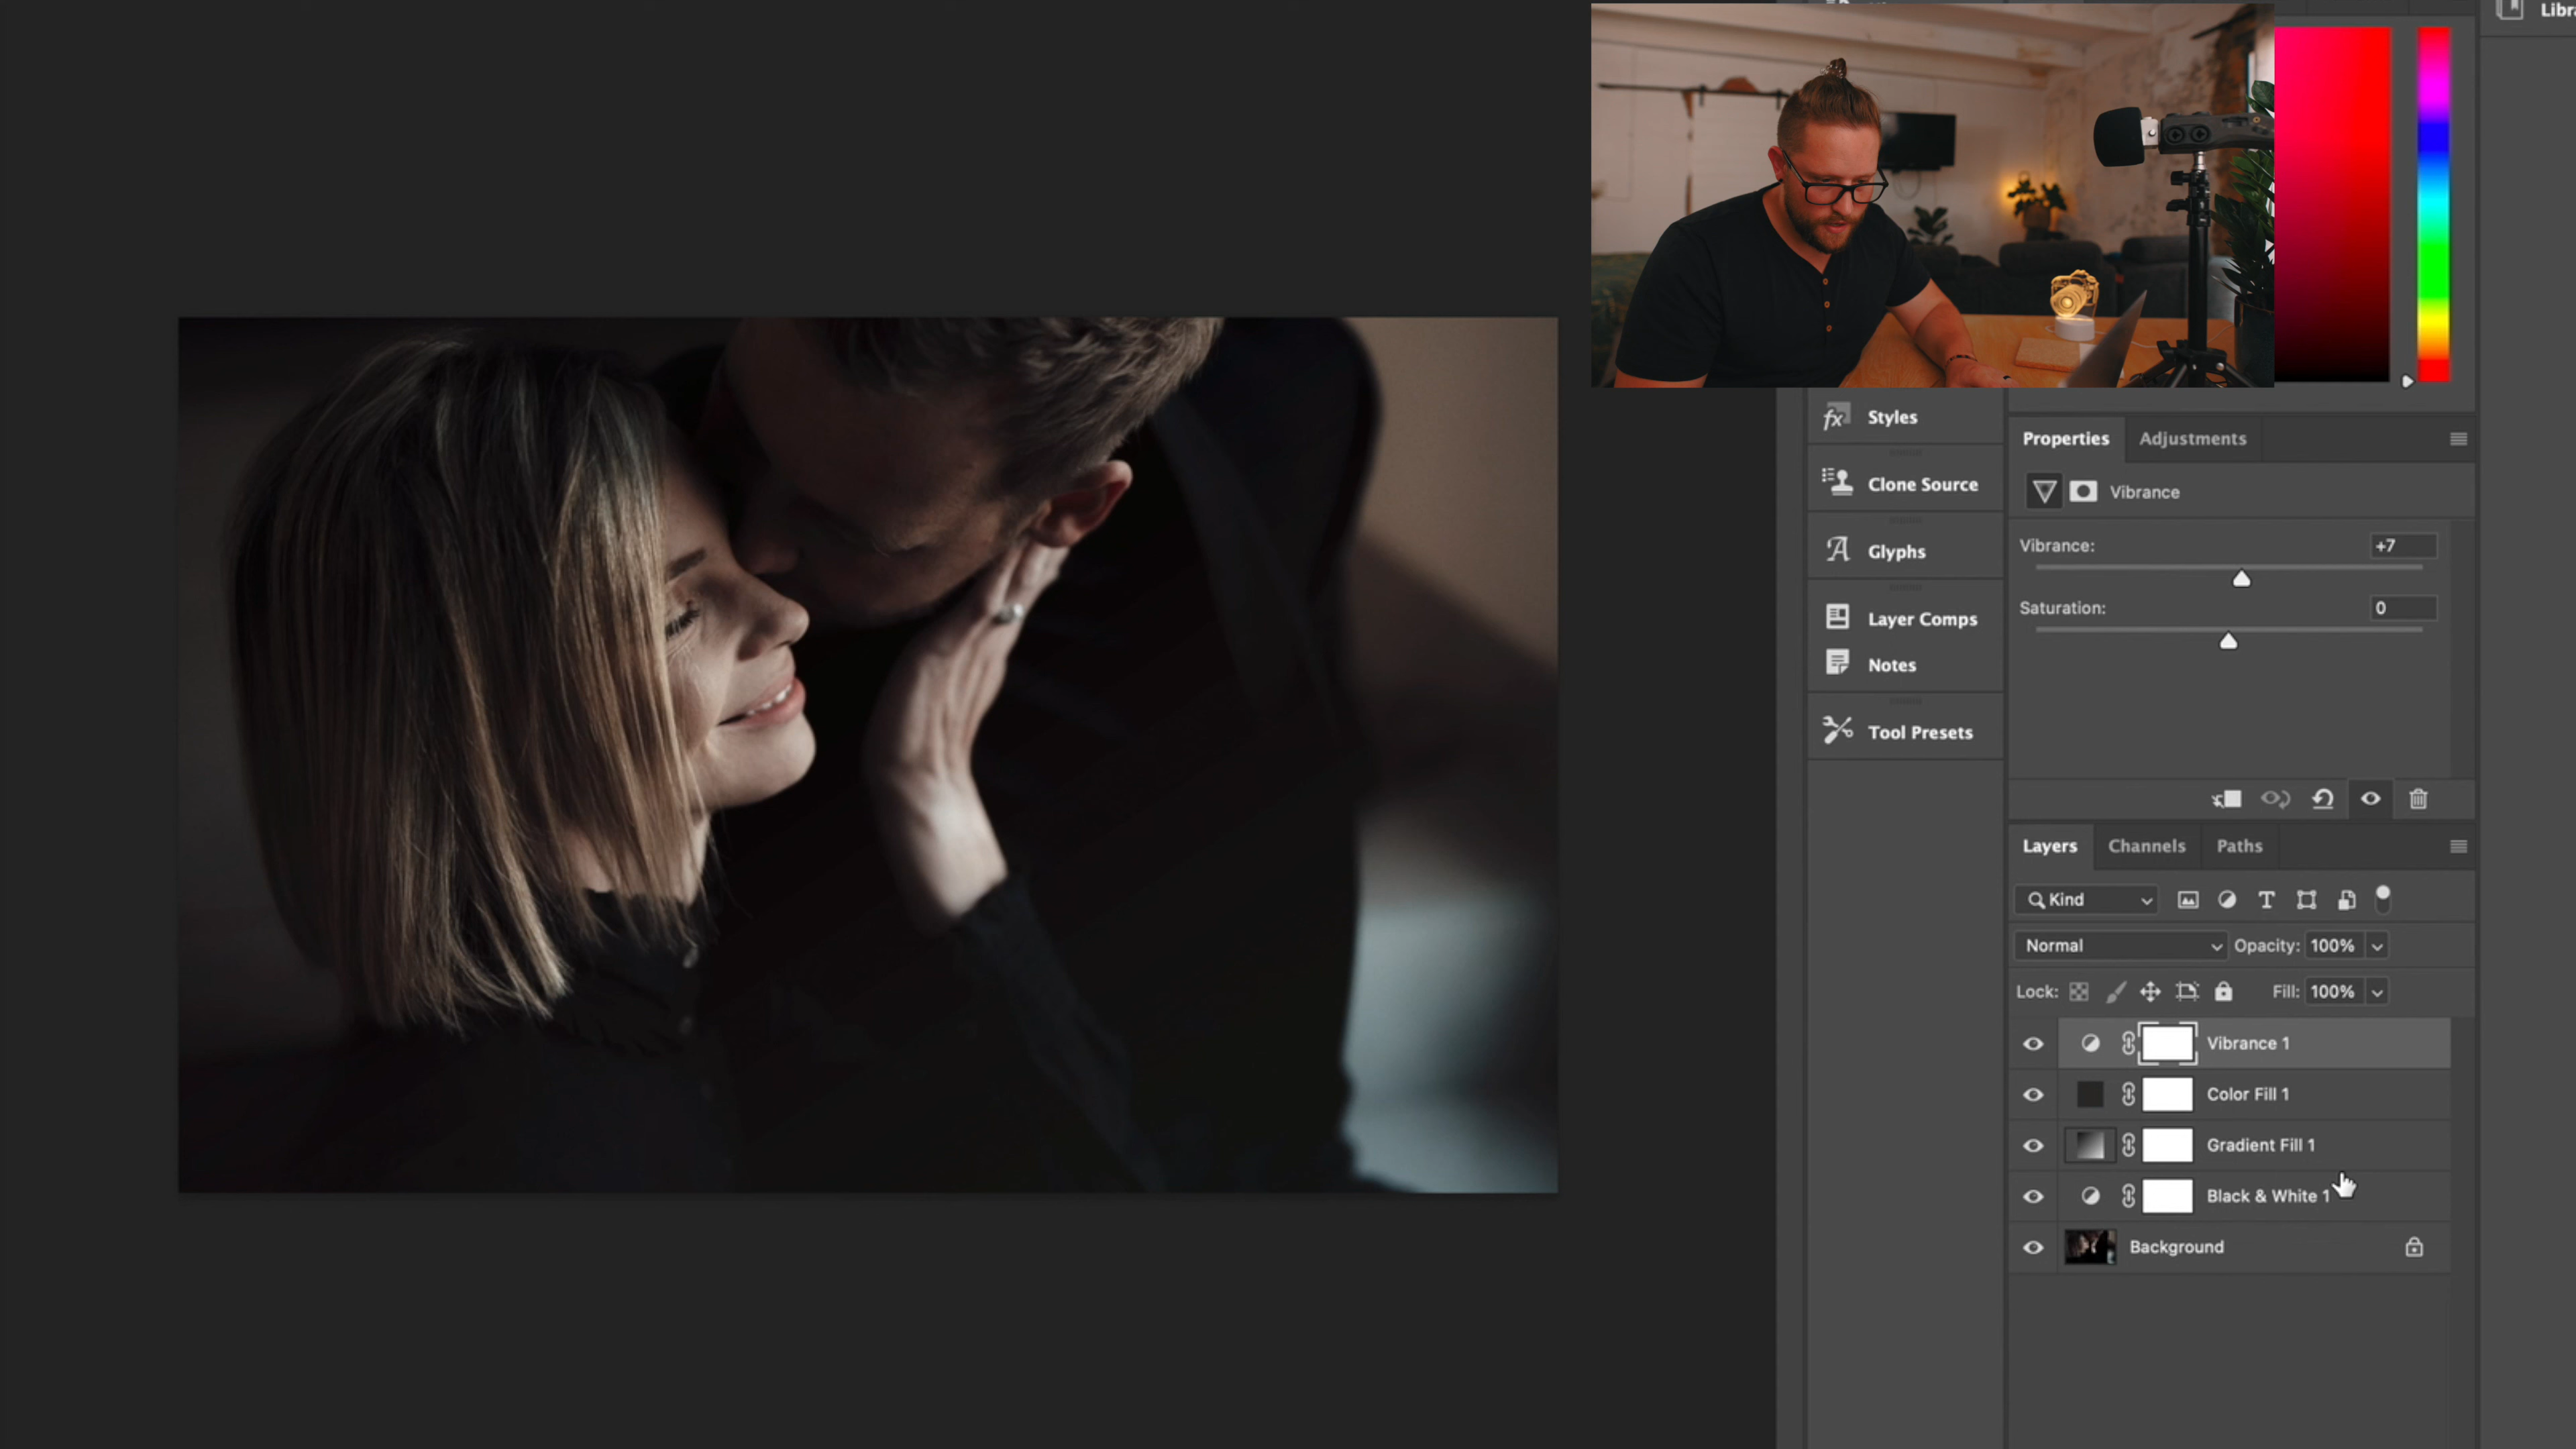 Libr
Styles
Clone Source
Glyphs
Layer Comps
Notes
Tool Presets
Properties Adjustments
Vibrance
Vibrance: +7
Saturation: 0
Layers Channels Paths
Kind
Normal Opacity: 100%
Lock: Fill: 100%
Vibrance 1
Color Fill 1
Gradient Fill 1
Black & White 1
Background